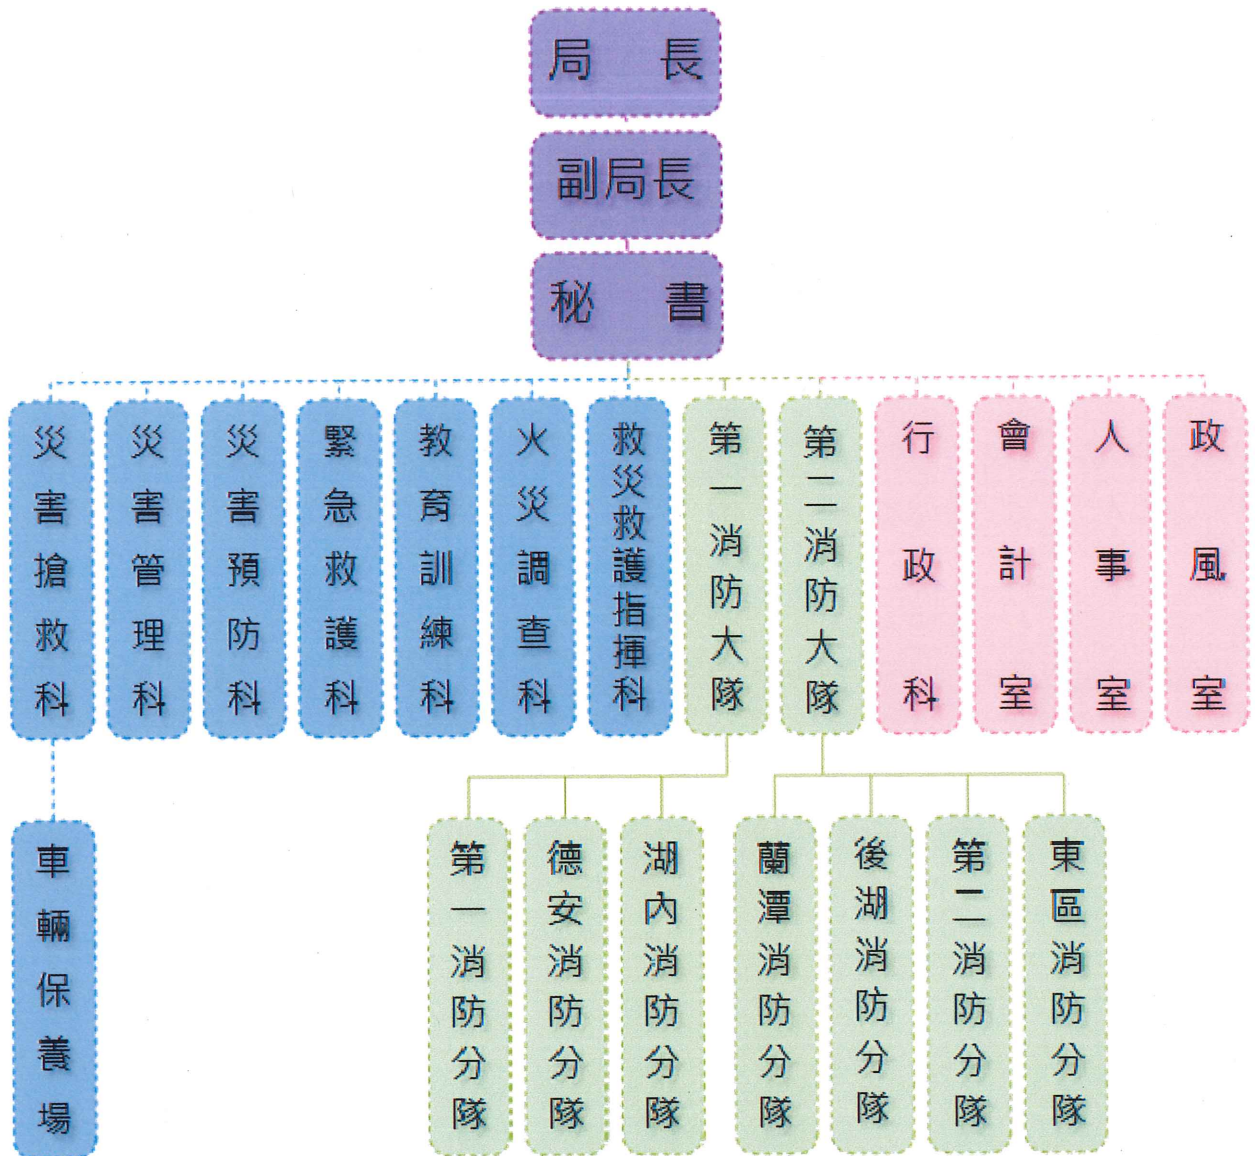 局長
副局長
秘書
災害搶救科
災害管理科
災害預防科
緊急救護科
教育訓練科
火災調查科
救災救護指揮科
第一消防大隊
第二消防大隊
行政科
會計室
人事室
政風室
車輛保養場
第一消防分隊
德安消防分隊
湖內消防分隊
蘭潭消防分隊
後湖消防分隊
第二消防分隊
東區消防分隊